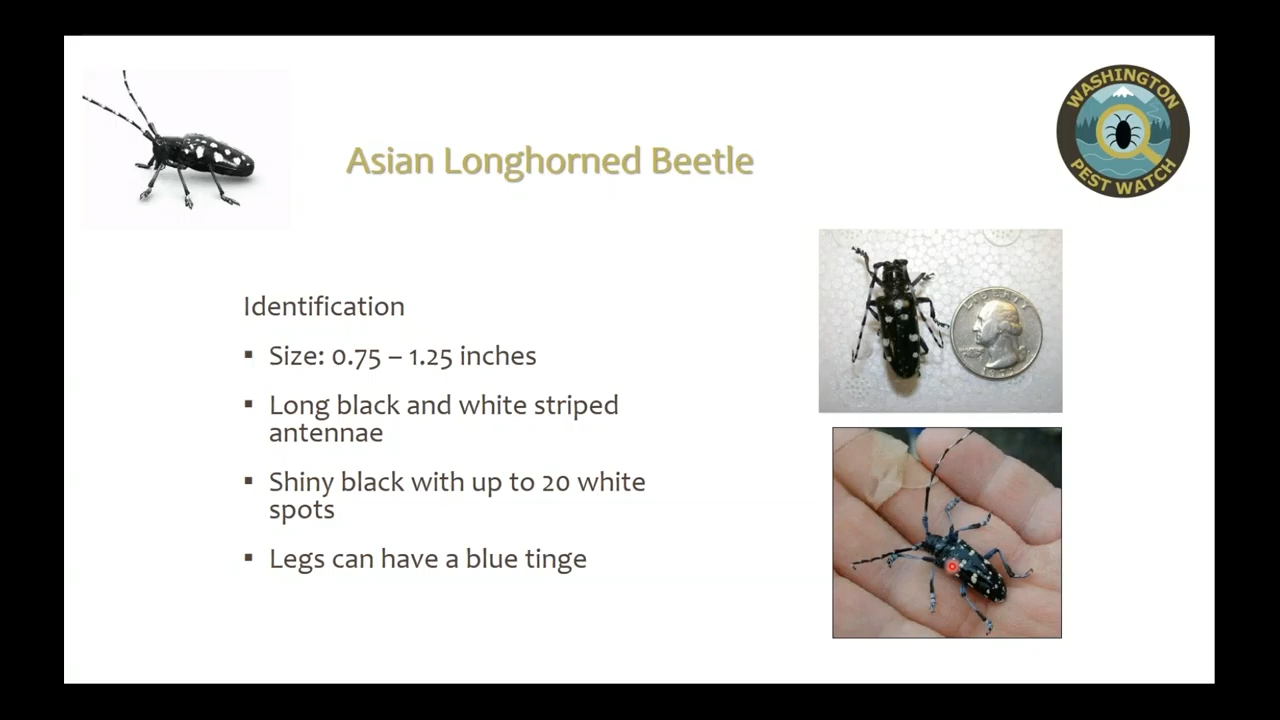 WASHINGTON
PEST WATCH
Asian Longhorned Beetle
Identification
▪ Size: 0.75 – 1.25 inches
▪ Long black and white striped
antennae
▪ Shiny black with up to 20 white
spots
▪ Legs can have a blue tinge
LIBERTY